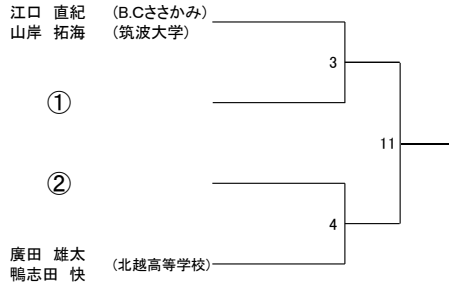 江口 直紀 (B.Cささかみ)
山岸 拓海 (筑波大学)
3
①
11
②
4
廣田 雄太
鴨志田 快 (北越高等学校)